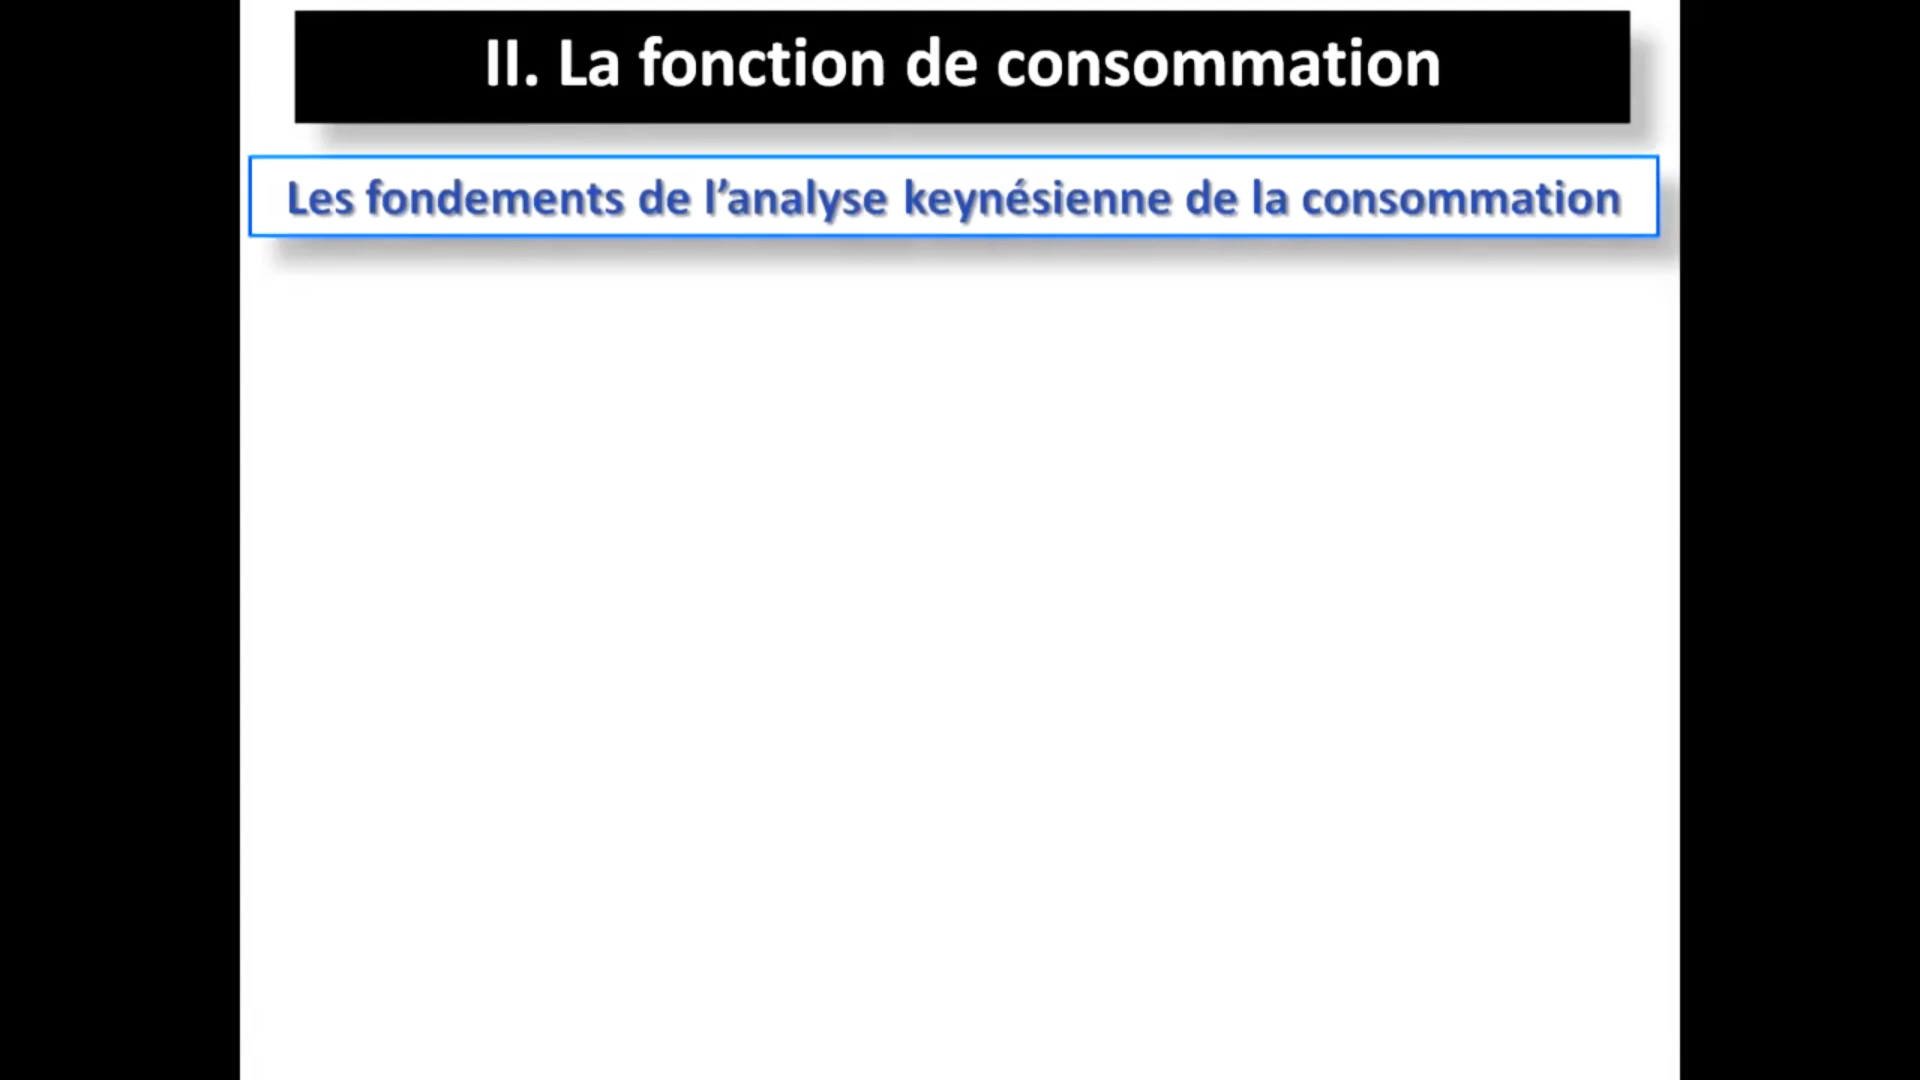 II. La fonction de consommation
Les fondements de l’analyse keynésienne de la consommation